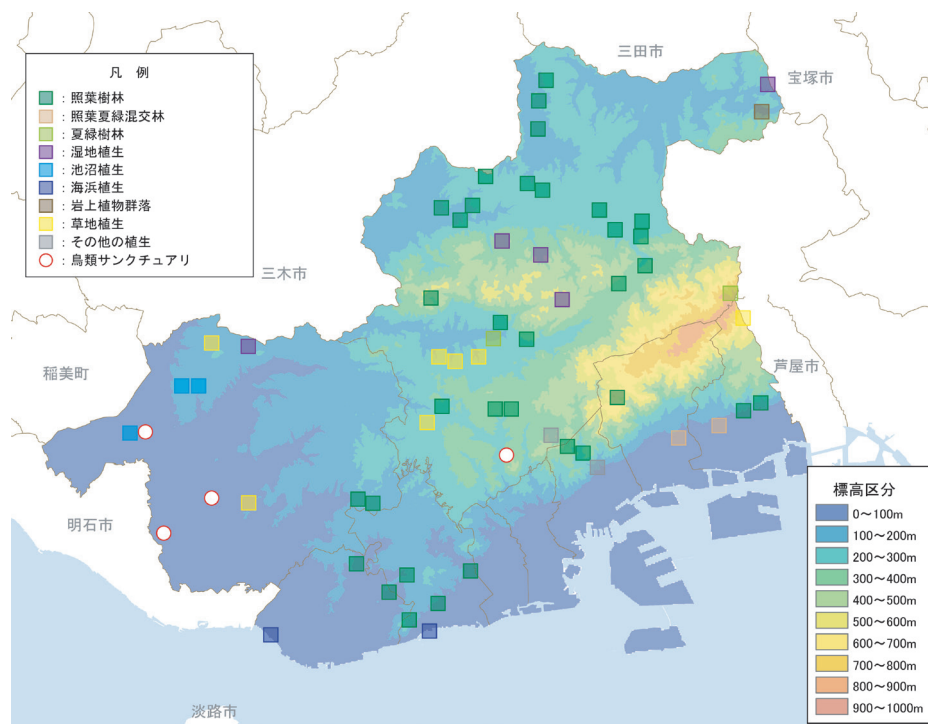 三田市
宝塚市
凡 例
：照葉樹林
：照葉夏緑混交林
：夏緑樹林
：湿地植生
：池沼植生
：海浜植生
：岩上植物群落
：草地植生
：その他の植生
：鳥類サンクチュアリ
三木市
稲美町
芦屋市
明石市
淡路市
標高区分
0～100m
100～200m
200～300m
300～400m
400～500m
500～600m
600～700m
700～800m
800～900m
900～1000m